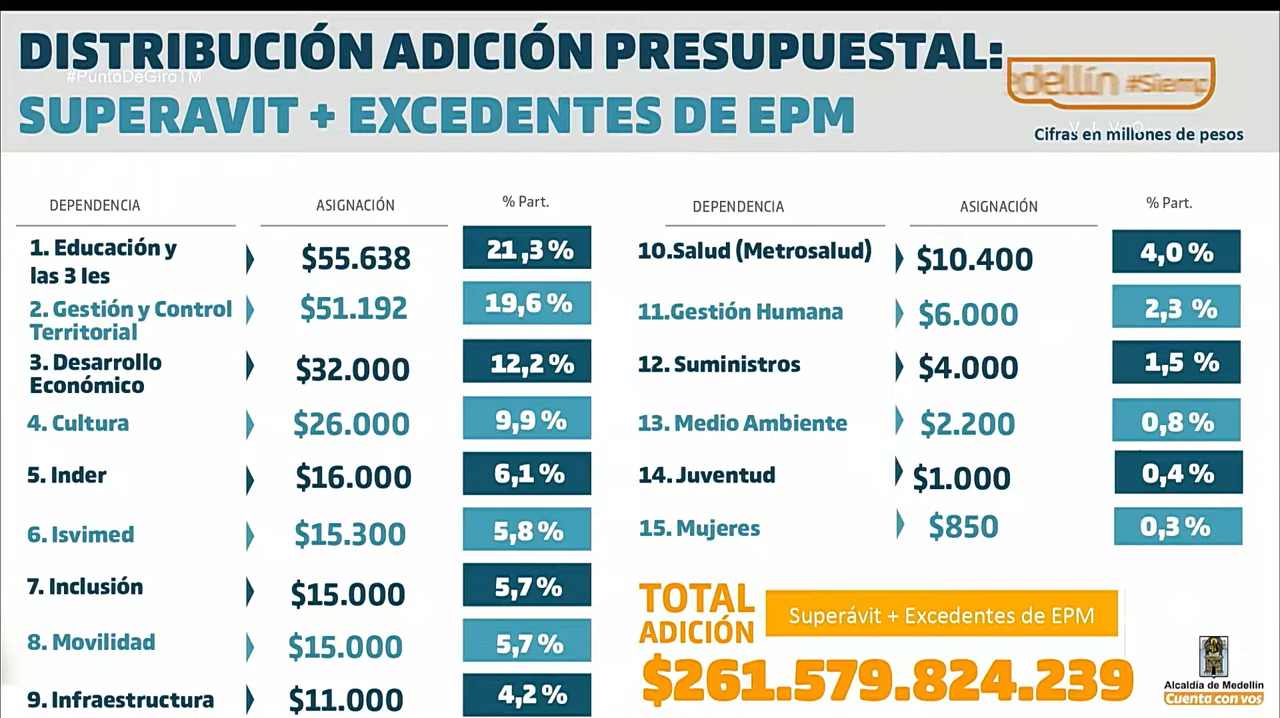 DISTRIBUCIÓN ADICIÓN PRESUPUESTAL:
#PuntoDeGiroTM
SUPERAVIT + EXCEDENTES DE EPM
edellín #Siemp
Cifras en millones de pesos
DEPENDENCIA ASIGNACIÓN % Part.
1. Educación y
las 3 Ies $55.638 21,3 %
2. Gestión y Control
Territorial $51.192 19,6 %
3. Desarrollo
Económico $32.000 12,2 %
4. Cultura $26.000 9,9 %
5. Inder $16.000 6,1 %
6. Isvimed $15.300 5,8 %
7. Inclusión $15.000 5,7 %
8. Movilidad $15.000 5,7 %
9. Infraestructura $11.000 4,2 %
DEPENDENCIA ASIGNACIÓN % Part.
10.Salud (Metrosalud) $10.400 4,0 %
11.Gestión Humana $6.000 2,3 %
12. Suministros $4.000 1,5 %
13. Medio Ambiente $2.200 0,8 %
14. Juventud $1.000 0,4 %
15. Mujeres $850 0,3 %
TOTAL
ADICIÓN
Superávit + Excedentes de EPM
$261.579.824.239
Alcaldía de Medellín
Cuenta con vos